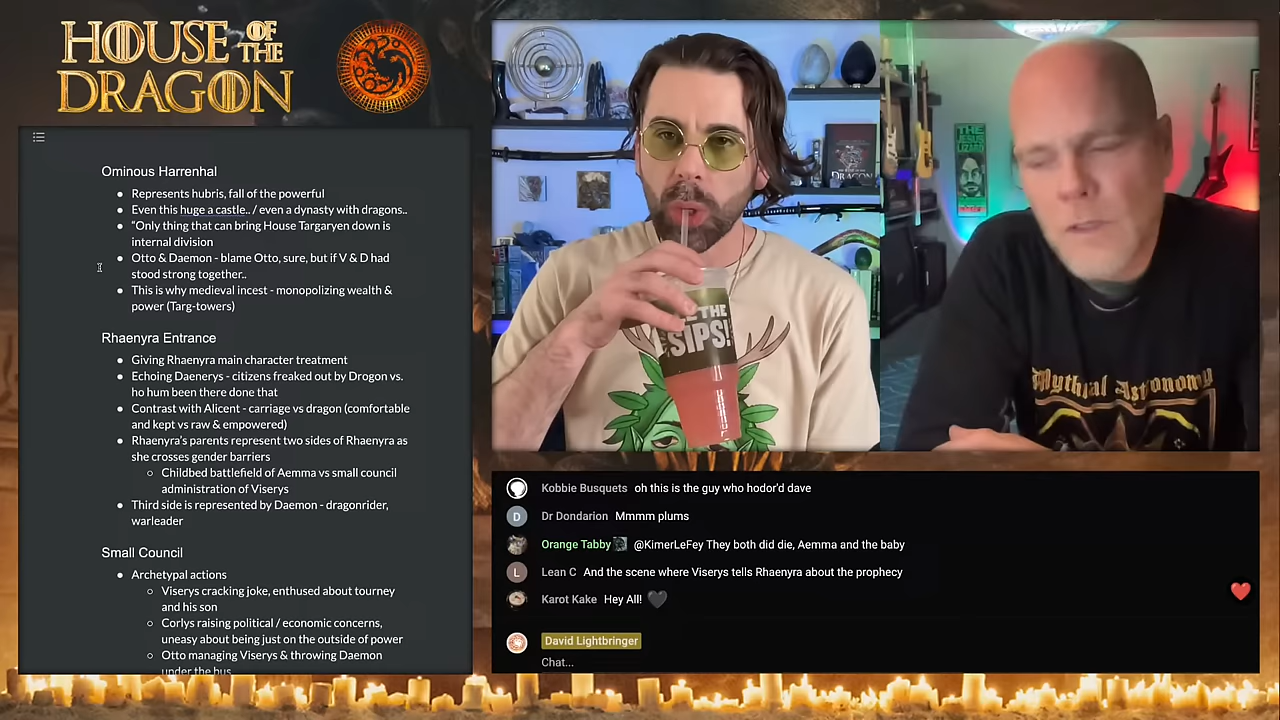 HOUSE OF THE
DRAGON
Ominous Harrenhal
Represents hubris, fall of the powerful
Even this huge a castle.. / even a dynasty with dragons..
"Only thing that can bring House Targaryen down is
internal division
Otto & Daemon - blame Otto, sure, but if V & D had
stood strong together..
This is why medieval incest - monopolizing wealth &
power (Targ-towers)
Rhaenyra Entrance
Giving Rhaenyra main character treatment
Echoing Daenerys - citizens freaked out by Drogon vs.
ho hum been there done that
Contrast with Alicent - carriage vs dragon (comfortable
and kept vs raw & empowered)
Rhaenyra's parents represent two sides of Rhaenyra as
she crosses gender barriers
Childbed battlefield of Aemma vs small council
administration of Viserys
Third side is represented by Daemon - dragonrider,
warleader
Small Council
Archetypal actions
Viserys cracking joke, enthused about tourney
and his son
Corlys raising political / economic concerns,
uneasy about being just on the outside of power
Otto managing Viserys & throwing Daemon
under the bus
THE
SIPS!
DRAGON
THE
JESUS
LIZARD
Mythical Astronomy
Kobbie Busquets oh this is the guy who hodor'd dave
D Dr Dondarion Mmmm plums
Orange Tabby @KimerLeFey They both did die, Aemma and the baby
L Lean C And the scene where Viserys tells Rhaenyra about the prophecy
Karot Kake Hey All!
David Lightbringer
Chat...